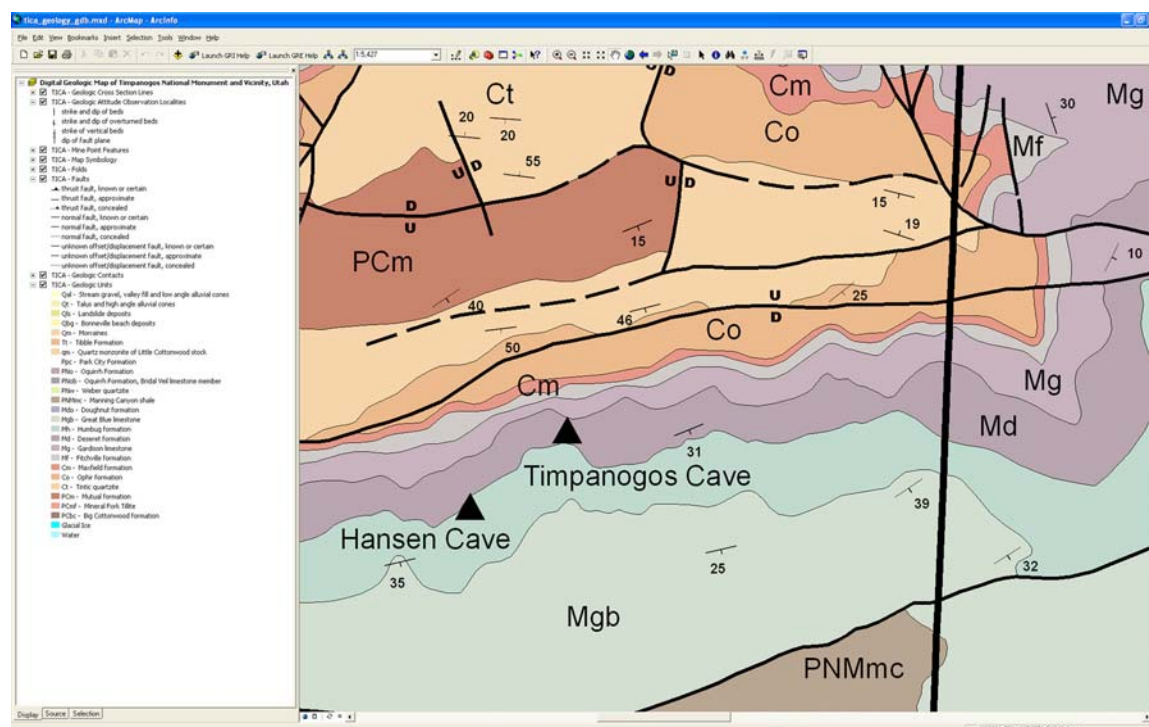 tica_geology_gdb.mxd - ArcMap - ArcInfo
File Edit View Bookmarks Insert Selection Tools Window Help
Launch GRI Help Launch GRE Help 1:5,427
Digital Geologic Map of Timpanogos National Monument and Vicinity, Utah
TICA - Geologic Cross Section Lines
TICA - Geologic Attitude Observation Localities
strike and dip of beds
strike and dip of overturned beds
strike of vertical beds
dip of fault plane
TICA - Mine Point Features
TICA - Map Symbology
TICA - Folds
TICA - Faults
thrust fault, known or certain
thrust fault, approximate
thrust fault, concealed
normal fault, known or certain
normal fault, approximate
normal fault, concealed
unknown offset/displacement fault, known or certain
unknown offset/displacement fault, approximate
unknown offset/displacement fault, concealed
TICA - Geologic Contacts
TICA - Geologic Units
Qal - Stream gravel, valley fill and low angle alluvial cones
Qt - Talus and high angle alluvial cones
Qls - Landslide deposits
Qbg - Bonneville beach deposits
Qm - Morraines
Tt - Tibble Formation
qm - Quartz monzonite of Little Cottonwood stock
Ppc - Park City Formation
PNo - Oquirrh Formation
PNob - Oquirrh Formation, Bridal Veil limestone member
PNw - Weber quartzite
PNMmc - Manning Canyon shale
Mdo - Doughnut formation
Mgb - Great Blue limestone
Mh - Humbug formation
Md - Deseret formation
Mg - Gardison limestone
Mf - Fitchville formation
Cm - Maxfield formation
Co - Ophir formation
Ct - Tintic quartzite
PCm - Mutual formation
PCmf - Mineral Fork Tillite
PCbc - Big Cottonwood formation
Glacial Ice
Water
Display Source Selection
U D
Ct
Cm
30
Mg
20
20
Co
Mf
55
U D
U D
D
U
15
19
15
PCm
10
40
25
U
D
46
Co
50
Cm
Mg
Md
31
Timpanogos Cave
39
Hansen Cave
35
25
32
Mgb
PNMmc